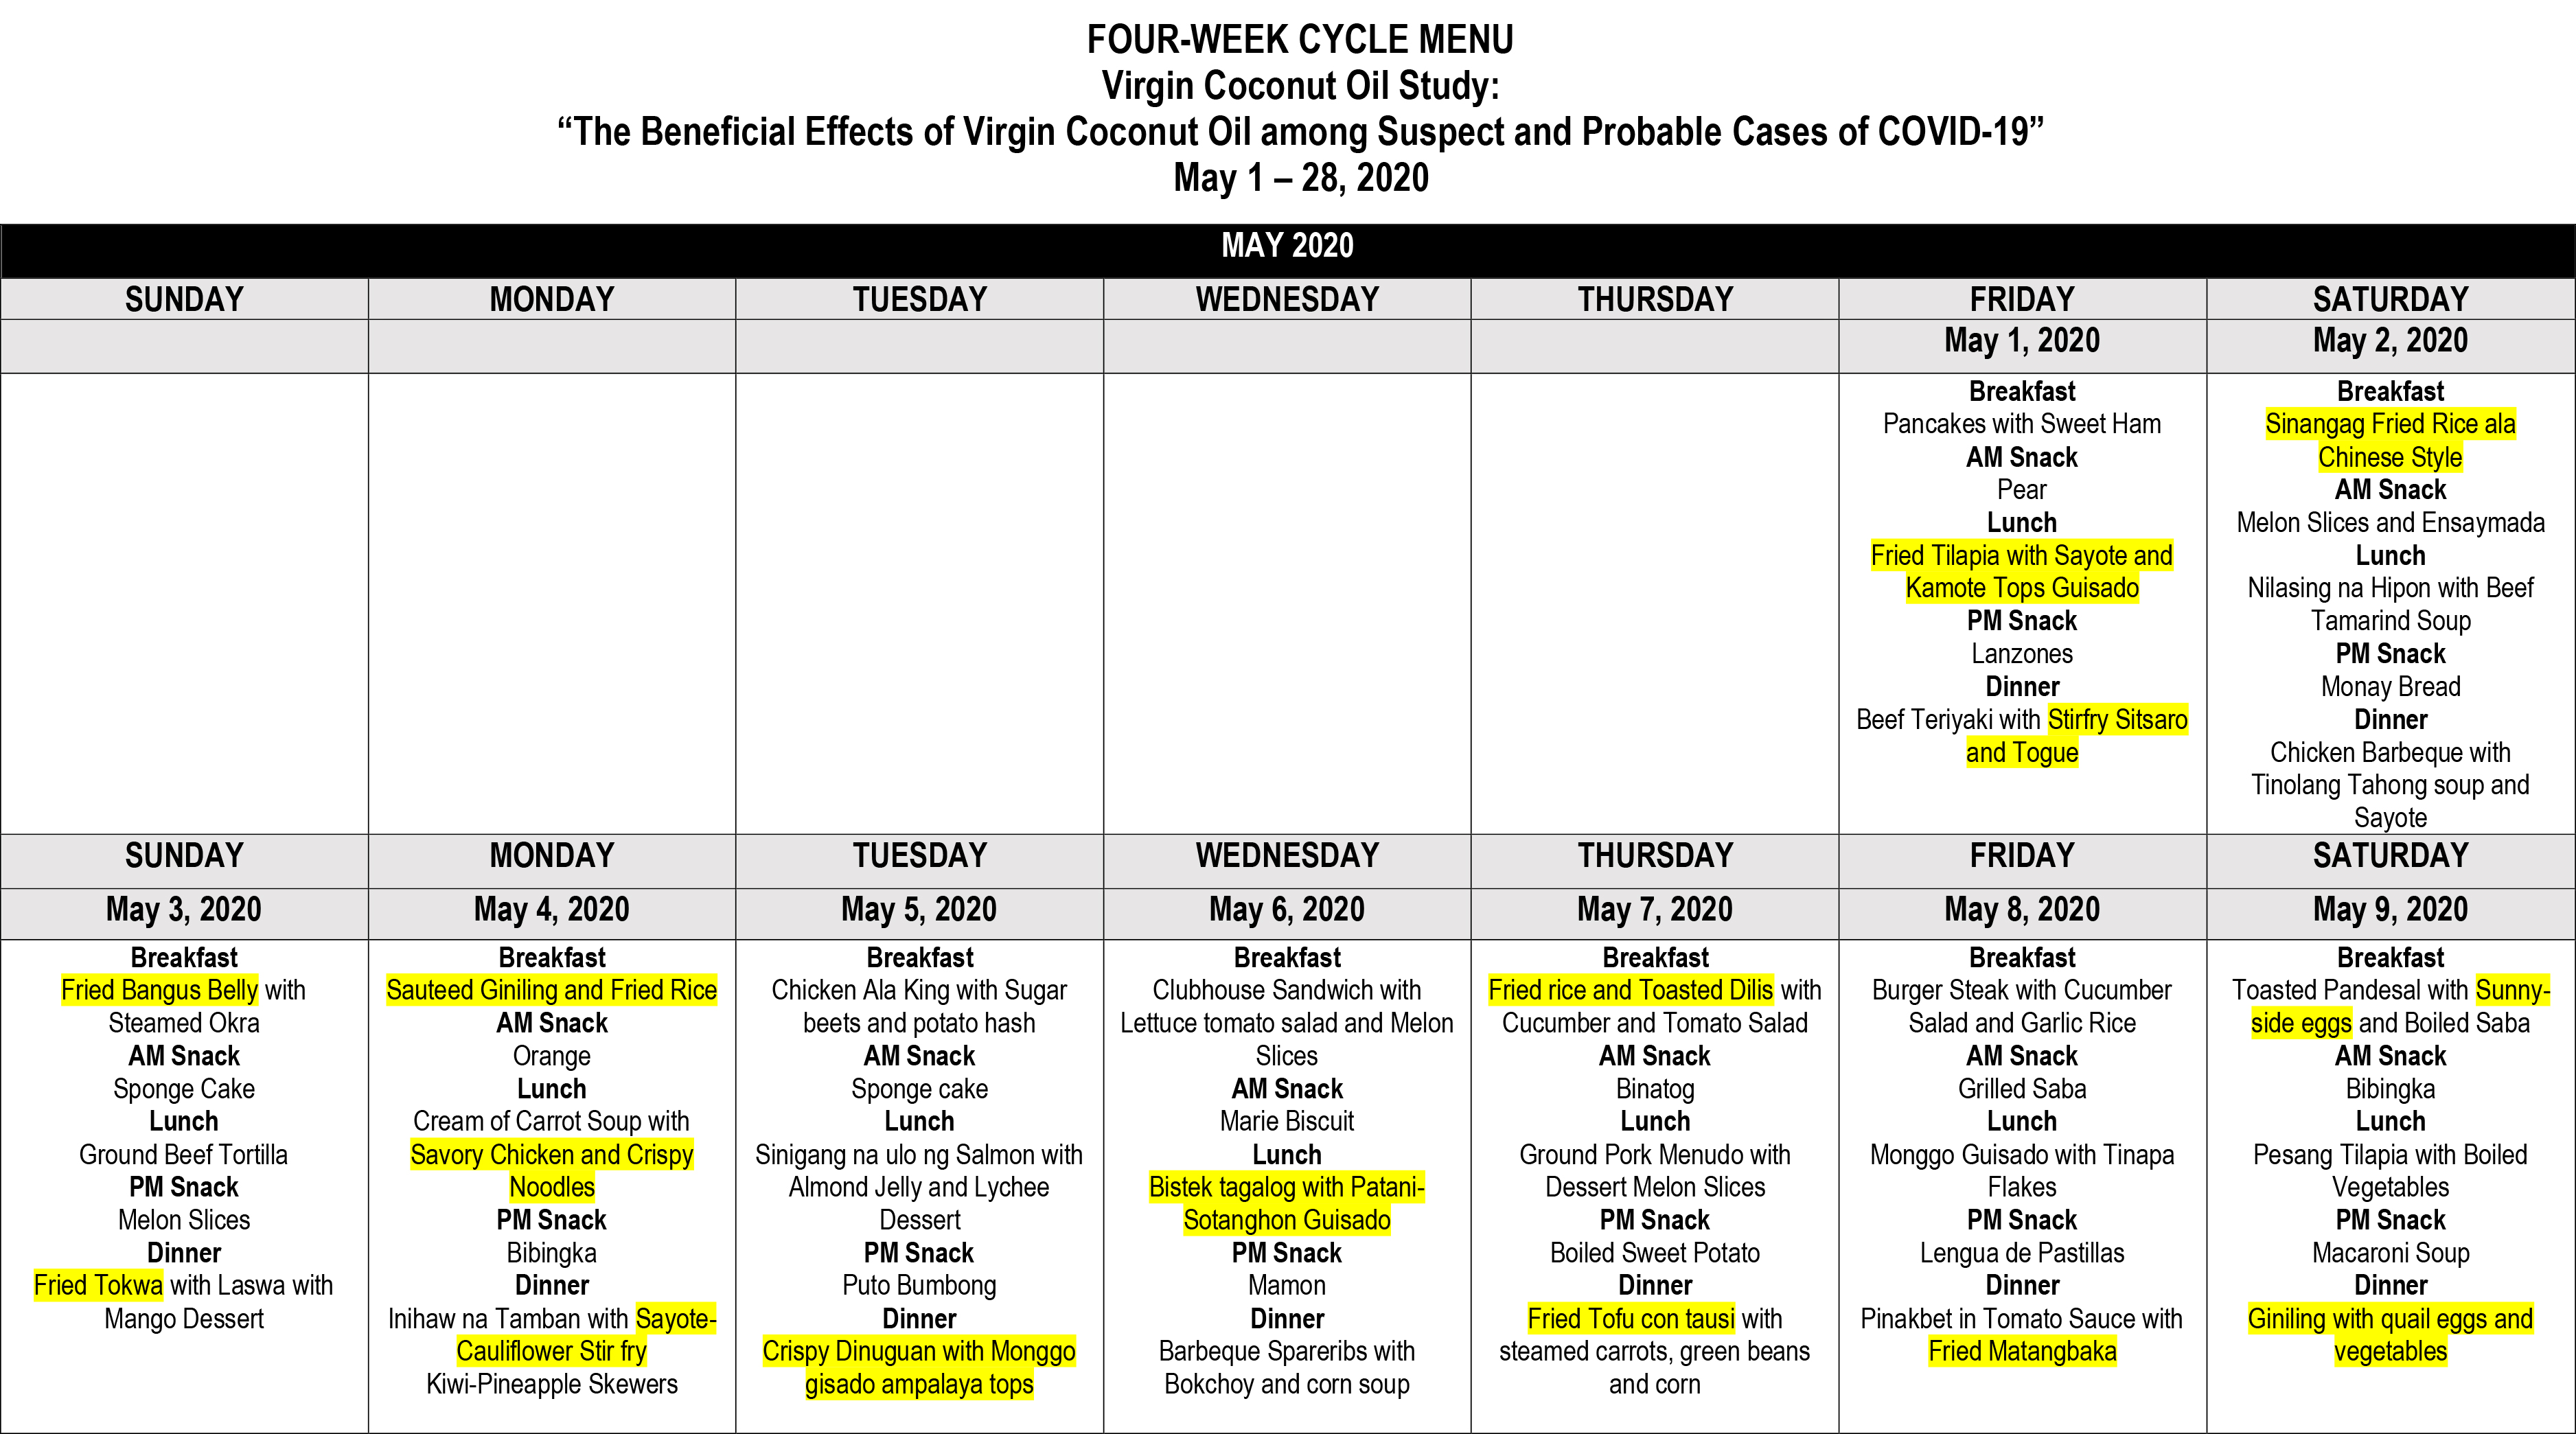 FOUR-WEEK CYCLE MENU
Virgin Coconut Oil Study:
“The Beneficial Effects of Virgin Coconut Oil among Suspect and Probable Cases of COVID-19”
May 1 – 28, 2020
MAY 2020
SUNDAY MONDAY TUESDAY WEDNESDAY THURSDAY FRIDAY SATURDAY
May 1, 2020 May 2, 2020
Breakfast
Pancakes with Sweet Ham
AM Snack
Pear
Lunch
Fried Tilapia with Sayote and
Kamote Tops Guisado
PM Snack
Lanzones
Dinner
Beef Teriyaki with Stirfry Sitsaro
and Togue
Breakfast
Sinangag Fried Rice ala
Chinese Style
AM Snack
Melon Slices and Ensaymada
Lunch
Nilasing na Hipon with Beef
Tamarind Soup
PM Snack
Monay Bread
Dinner
Chicken Barbeque with
Tinolang Tahong soup and
Sayote
SUNDAY MONDAY TUESDAY WEDNESDAY THURSDAY FRIDAY SATURDAY
May 3, 2020 May 4, 2020 May 5, 2020 May 6, 2020 May 7, 2020 May 8, 2020 May 9, 2020
Breakfast
Fried Bangus Belly with
Steamed Okra
AM Snack
Sponge Cake
Lunch
Ground Beef Tortilla
PM Snack
Melon Slices
Dinner
Fried Tokwa with Laswa with
Mango Dessert
Breakfast
Sauteed Giniling and Fried Rice
AM Snack
Orange
Lunch
Cream of Carrot Soup with
Savory Chicken and Crispy
Noodles
PM Snack
Bibingka
Dinner
Inihaw na Tamban with Sayote-
Cauliflower Stir fry
Kiwi-Pineapple Skewers
Breakfast
Chicken Ala King with Sugar
beets and potato hash
AM Snack
Sponge cake
Lunch
Sinigang na ulo ng Salmon with
Almond Jelly and Lychee
Dessert
PM Snack
Puto Bumbong
Dinner
Crispy Dinuguan with Monggo
gisado ampalaya tops
Breakfast
Clubhouse Sandwich with
Lettuce tomato salad and Melon
Slices
AM Snack
Marie Biscuit
Lunch
Bistek tagalog with Patani-
Sotanghon Guisado
PM Snack
Mamon
Dinner
Barbeque Spareribs with
Bokchoy and corn soup
Breakfast
Fried rice and Toasted Dilis with
Cucumber and Tomato Salad
AM Snack
Binatog
Lunch
Ground Pork Menudo with
Dessert Melon Slices
PM Snack
Boiled Sweet Potato
Dinner
Fried Tofu con tausi with
steamed carrots, green beans
and corn
Breakfast
Burger Steak with Cucumber
Salad and Garlic Rice
AM Snack
Grilled Saba
Lunch
Monggo Guisado with Tinapa
Flakes
PM Snack
Lengua de Pastillas
Dinner
Pinakbet in Tomato Sauce with
Fried Matangbaka
Breakfast
Toasted Pandesal with Sunny-
side eggs and Boiled Saba
AM Snack
Bibingka
Lunch
Pesang Tilapia with Boiled
Vegetables
PM Snack
Macaroni Soup
Dinner
Giniling with quail eggs and
vegetables